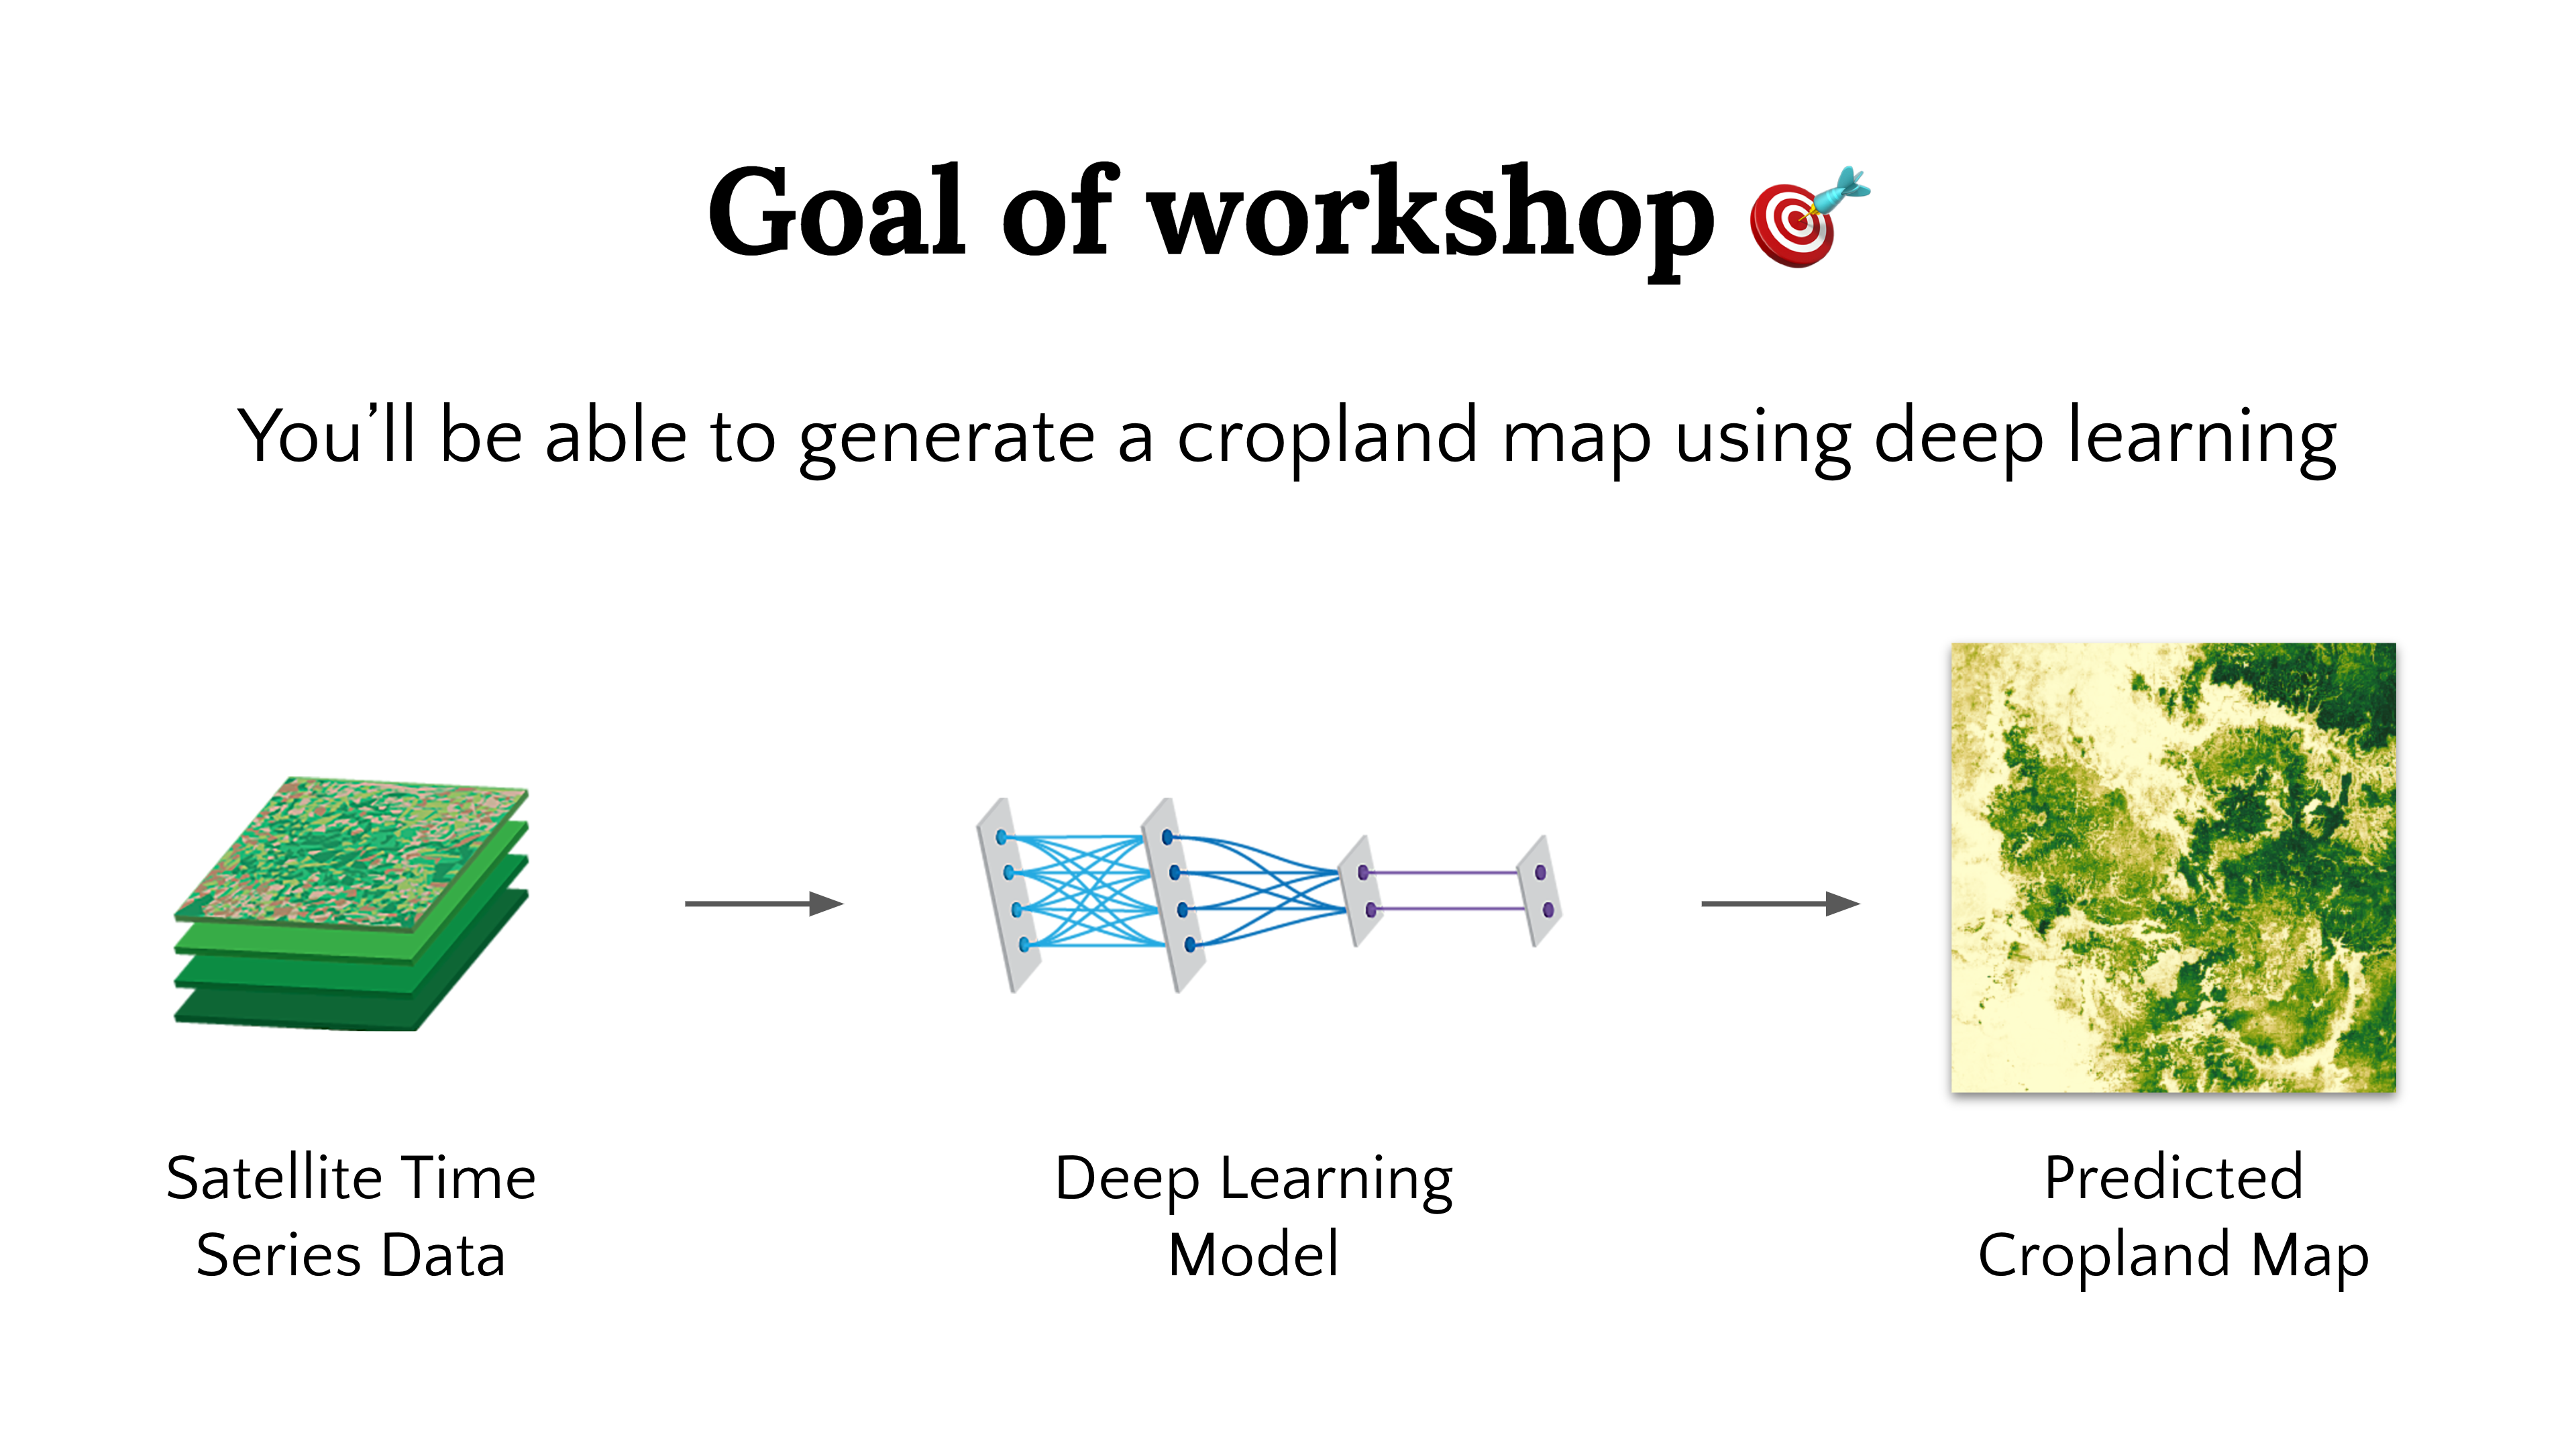 Goal of workshop 🎯
You’ll be able to generate a cropland map using deep learning
Satellite Time
Series Data
Deep Learning
Model
Predicted
Cropland Map